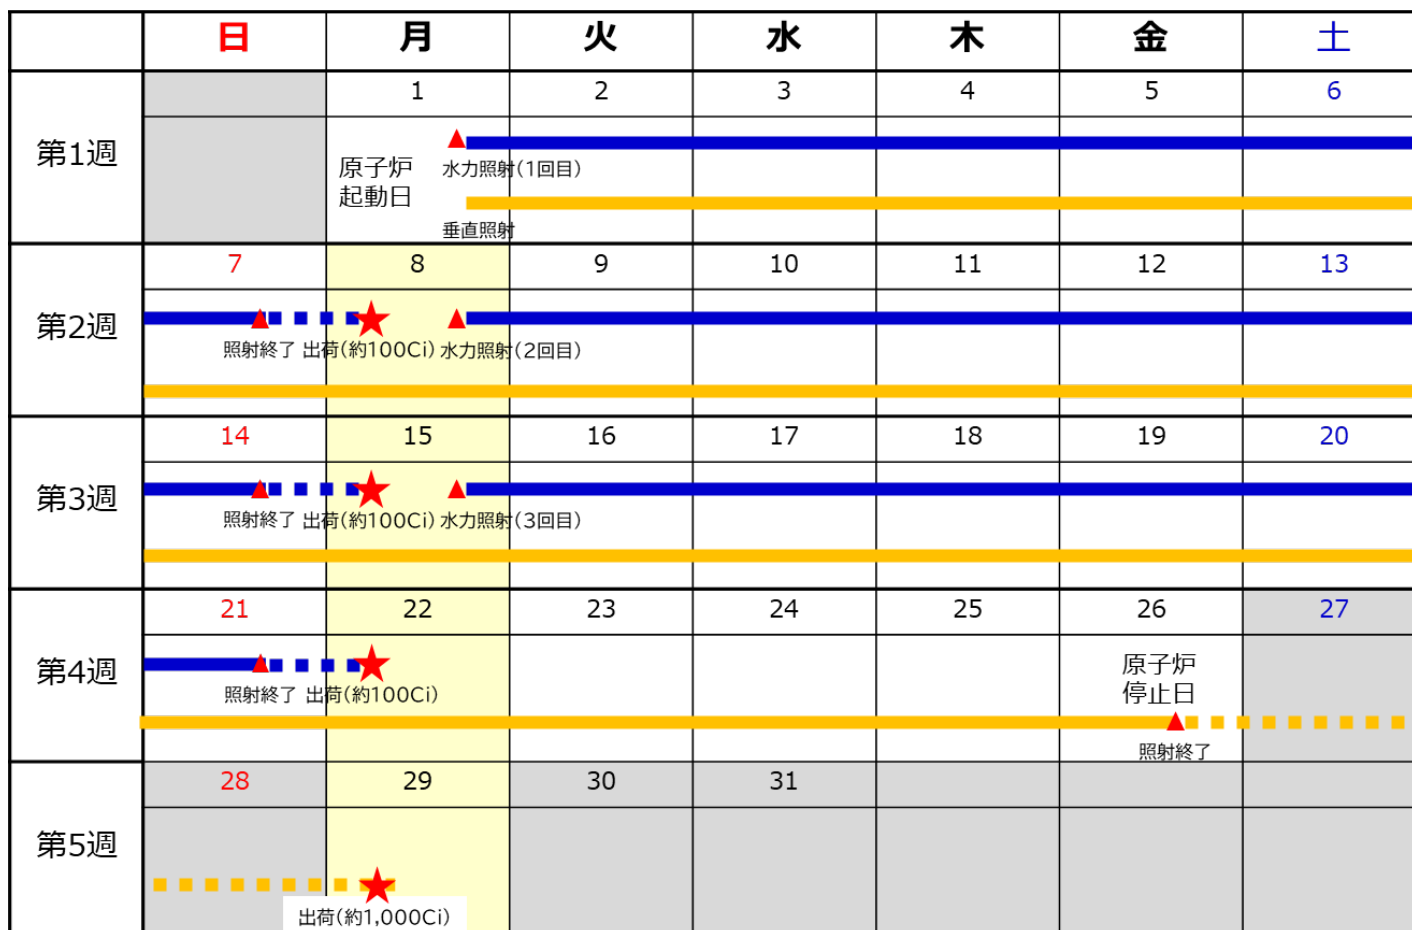 日 月 火 水 木 金 土
1 2 3 4 5 6
第1週
原子炉
起動日
水力照射(1回目)
垂直照射
7 8 9 10 11 12 13
第2週
照射終了 出荷(約100Ci) 水力照射(2回目)
14 15 16 17 18 19 20
第3週
照射終了 出荷(約100Ci) 水力照射(3回目)
21 22 23 24 25 26 27
第4週
原子炉
停止日
照射終了 出荷(約100Ci)
照射終了
28 29 30 31
第5週
出荷(約1,000Ci)